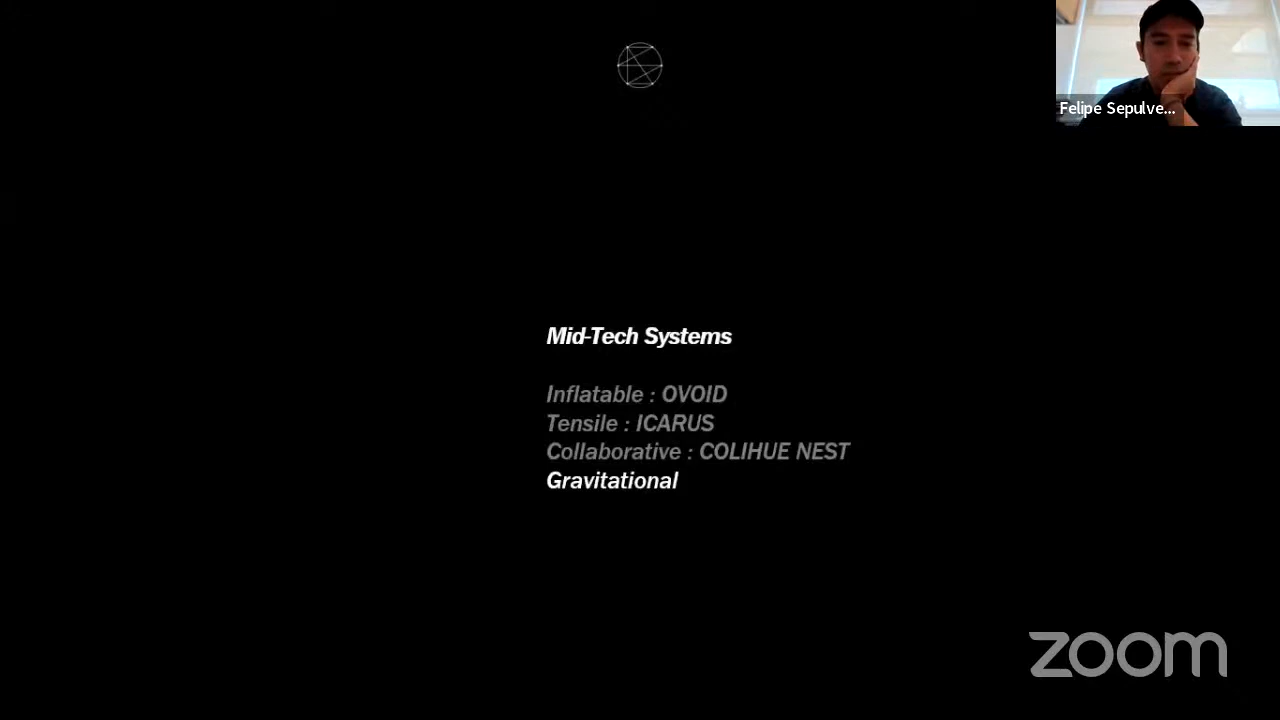 Felipe Sepulve...
Mid-Tech Systems
Inflatable : OVOID
Tensile : ICARUS
Collaborative : COLIHUE NEST
Gravitational
zoom